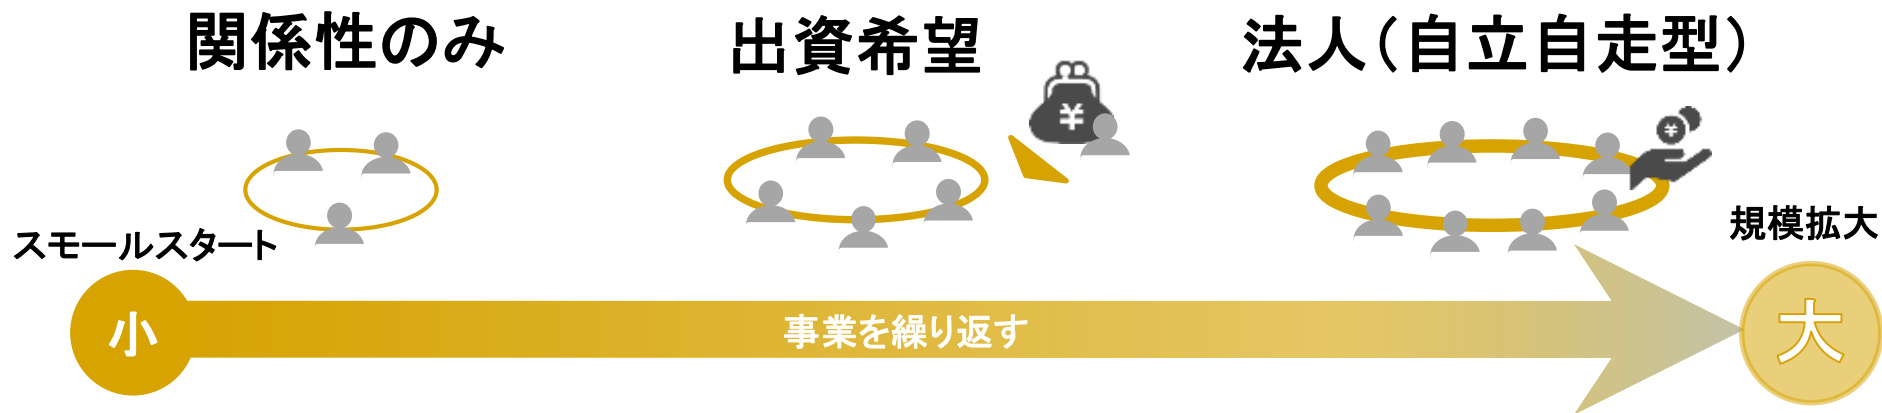 関係性のみ
出資希望
法人（自立自走型）
¥
¥
スモールスタート
規模拡大
小
事業を繰り返す
大